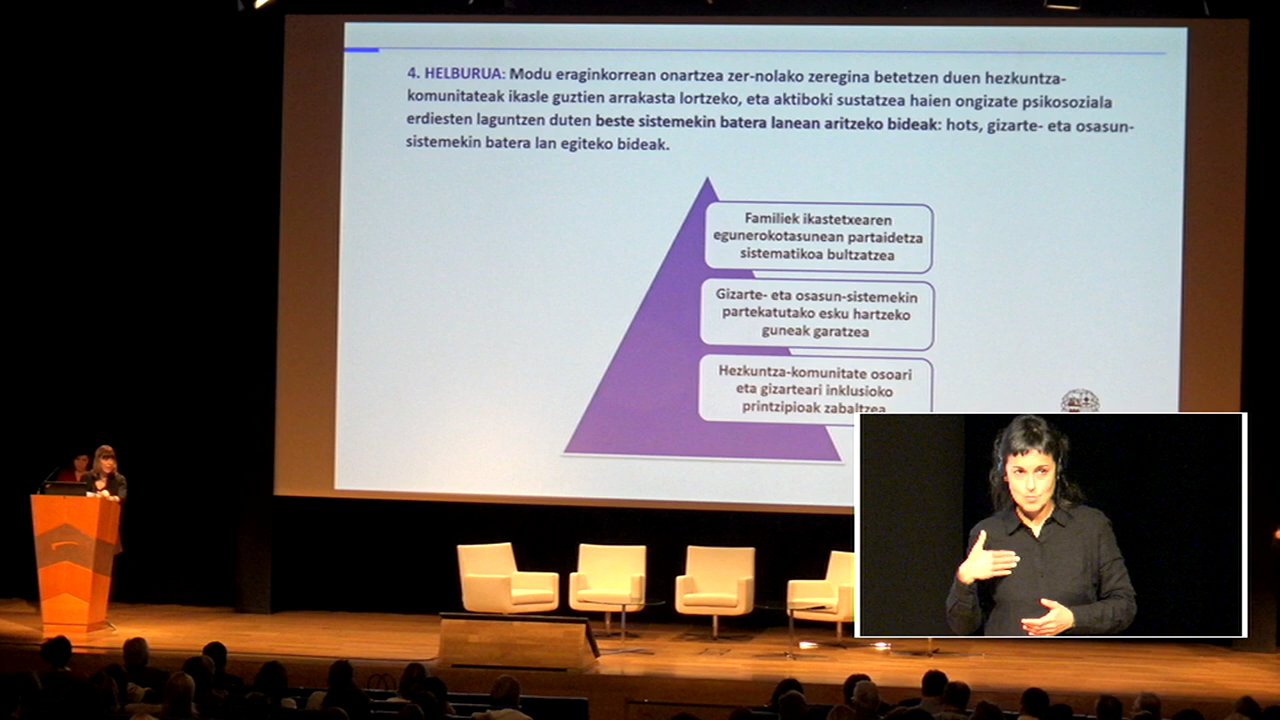 4. HELBURUA: Modu eraginkorrean onartzea zer-nolako zeregina betetzen duen hezkuntza-
komunitateak ikasle guztien arrakasta lortzeko, eta aktiboki sustatzea haien ongizate psikosoziala
erdiesten laguntzen duten beste sistemekin batera lanean aritzeko bideak: hots, gizarte- eta osasun-
sistemekin batera lan egiteko bideak.
Familiek ikastetxearen
egunerokotasunean partaidetza
sistematikoa bultzatzea
Gizarte- eta osasun-sistemekin
partekatutako esku hartzeko
guneak garatzea
Hezkuntza-komunitate osoari
eta gizarteari inklusioko
printzipioak zabaltzea